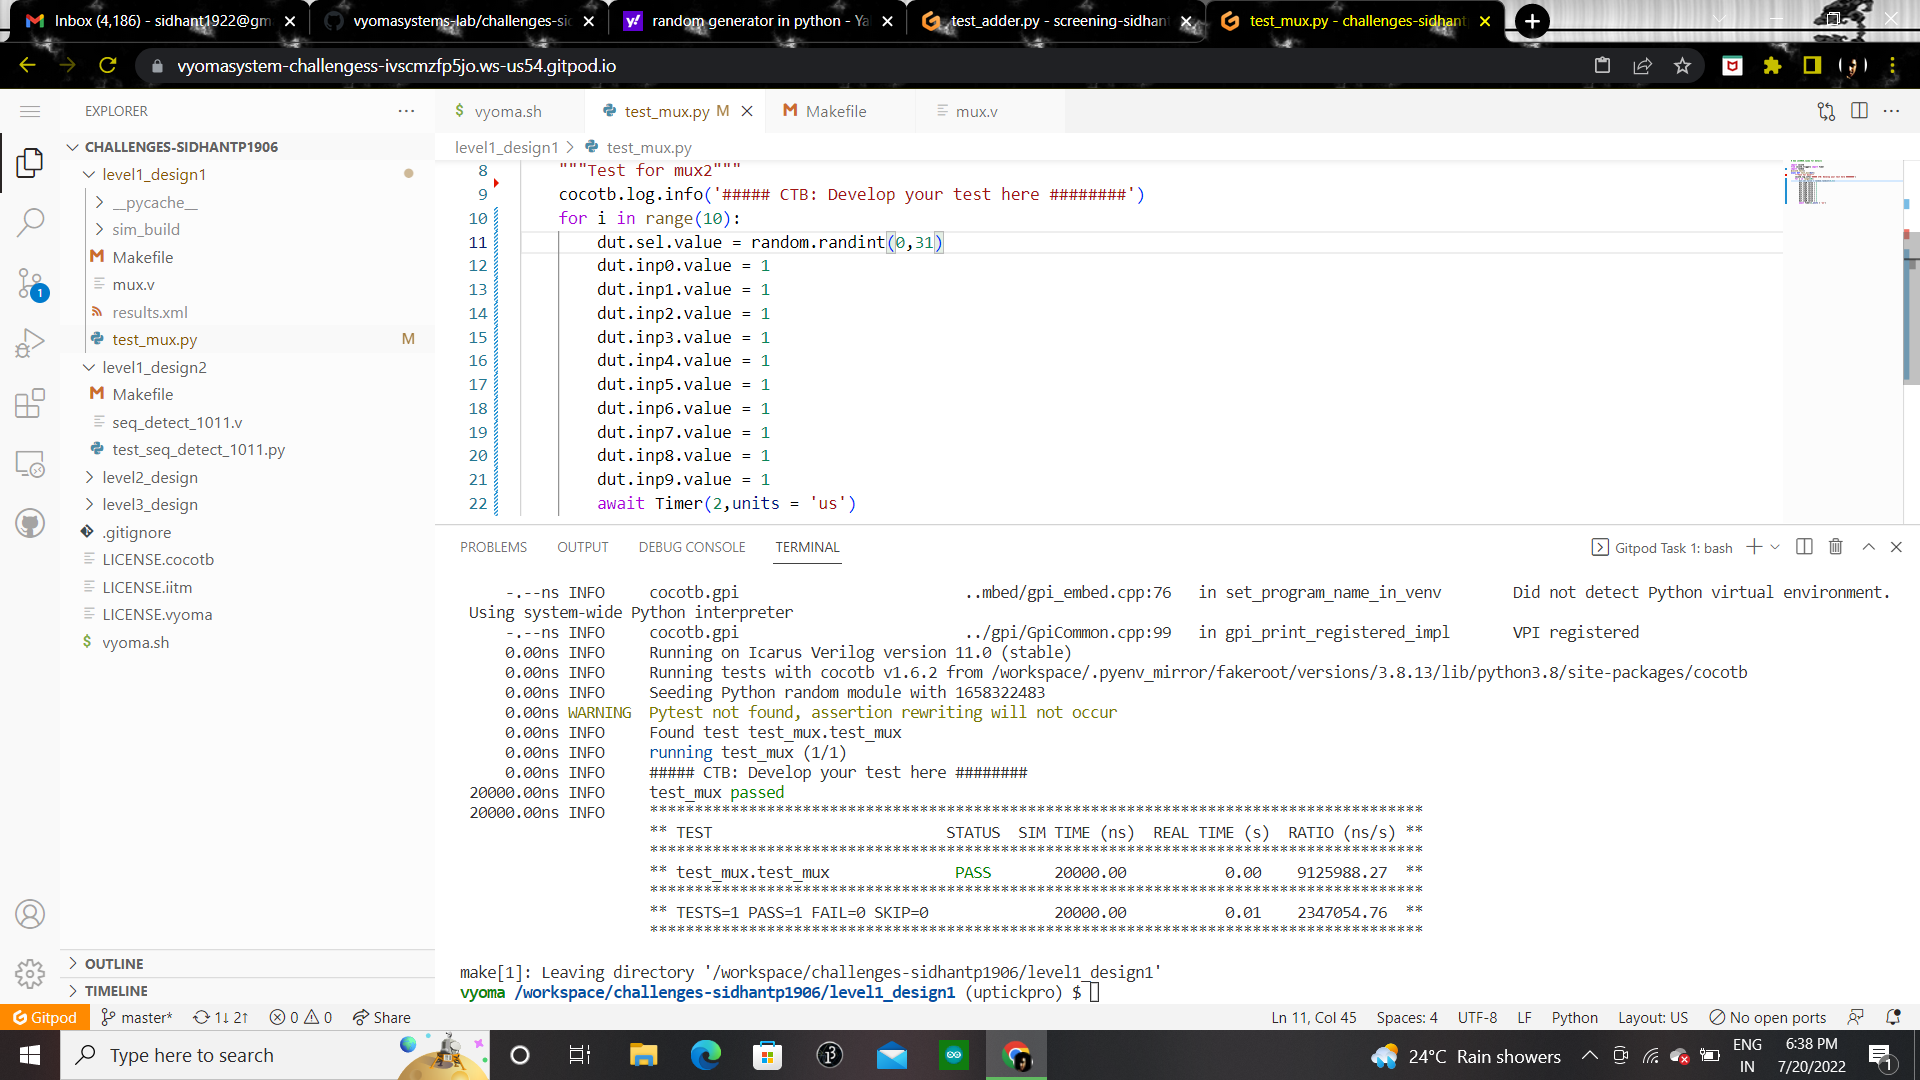 Inbox (4,186) - sidhant1922@gm
vyomasystems-lab/challenges-si
random generator in python - Ya
test_adder.py - screening-sidhant
test_mux.py - challenges-sidhant
vyomasystem-challengess-ivscmzfp5jo.ws-us54.gitpod.io
EXPLORER
vyoma.sh
test_mux.py M
Makefile
mux.v
CHALLENGES-SIDHANTP1906
level1_design1
__pycache__
sim_build
Makefile
mux.v
results.xml
test_mux.py M
level1_design2
Makefile
seq_detect_1011.v
test_seq_detect_1011.py
level2_design
level3_design
.gitignore
LICENSE.cocotb
LICENSE.iitm
LICENSE.vyoma
vyoma.sh
OUTLINE
TIMELINE
1
level1_design1 > test_mux.py
8 """Test for mux2"""
9 cocotb.log.info('##### CTB: Develop your test here ########')
10 for i in range(10):
11 dut.sel.value = random.randint(0,31)
12 dut.inp0.value = 1
13 dut.inp1.value = 1
14 dut.inp2.value = 1
15 dut.inp3.value = 1
16 dut.inp4.value = 1
17 dut.inp5.value = 1
18 dut.inp6.value = 1
19 dut.inp7.value = 1
20 dut.inp8.value = 1
21 dut.inp9.value = 1
22 await Timer(2,units = 'us')
PROBLEMS OUTPUT DEBUG CONSOLE TERMINAL Gitpod Task 1: bash
-.--ns INFO cocotb.gpi ..mbed/gpi_embed.cpp:76 in set_program_name_in_venv Did not detect Python virtual environment.
Using system-wide Python interpreter
-.--ns INFO cocotb.gpi ../gpi/GpiCommon.cpp:99 in gpi_print_registered_impl VPI registered
0.00ns INFO Running on Icarus Verilog version 11.0 (stable)
0.00ns INFO Running tests with cocotb v1.6.2 from /workspace/.pyenv_mirror/fakeroot/versions/3.8.13/lib/python3.8/site-packages/cocotb
0.00ns INFO Seeding Python random module with 1658322483
0.00ns WARNING Pytest not found, assertion rewriting will not occur
0.00ns INFO Found test test_mux.test_mux
0.00ns INFO running test_mux (1/1)
0.00ns INFO ##### CTB: Develop your test here ########
20000.00ns INFO test_mux passed
20000.00ns INFO **************************************************************************************
** TEST STATUS SIM TIME (ns) REAL TIME (s) RATIO (ns/s) **
**************************************************************************************
** test_mux.test_mux PASS 20000.00 0.00 9125988.27 **
**************************************************************************************
** TESTS=1 PASS=1 FAIL=0 SKIP=0 20000.00 0.01 2347054.76 **
**************************************************************************************
make[1]: Leaving directory '/workspace/challenges-sidhantp1906/level1_design1'
vyoma /workspace/challenges-sidhantp1906/level1_design1 (uptickpro) $
Gitpod master* 1↓ 2↑ 0 0 Share Ln 11, Col 45 Spaces: 4 UTF-8 LF Python Layout: US No open ports
Type here to search
24°C Rain showers
ENG
IN
6:38 PM
7/20/2022
1